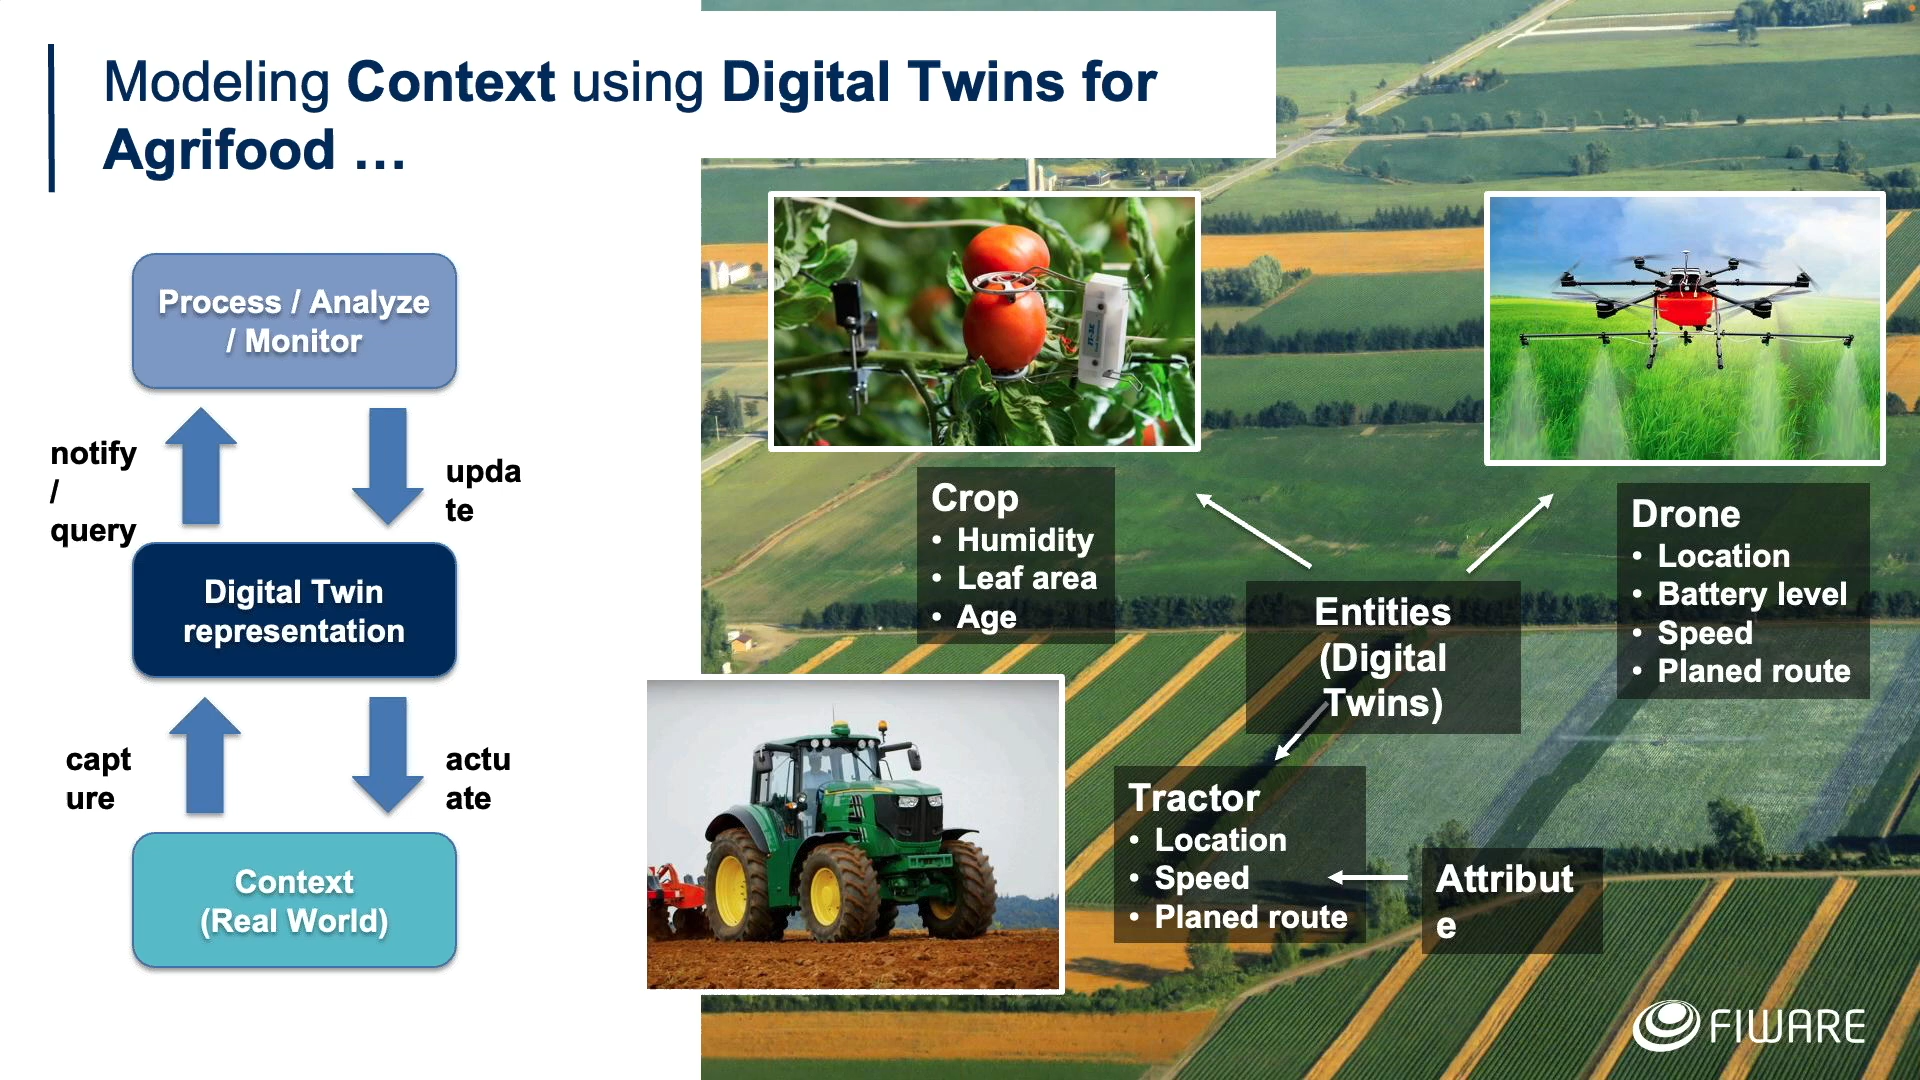 Modeling Context using Digital Twins for
Agrifood …
Process / Analyze
/ Monitor
notify
/
query
upda
te
Digital Twin
representation
capt
ure
actu
ate
Context
(Real World)
Crop
• Humidity
• Leaf area
• Age
Drone
• Location
• Battery level
• Speed
• Planed route
Entities
(Digital
Twins)
Tractor
• Location
• Speed
• Planed route
Attribut
e
FIWARE